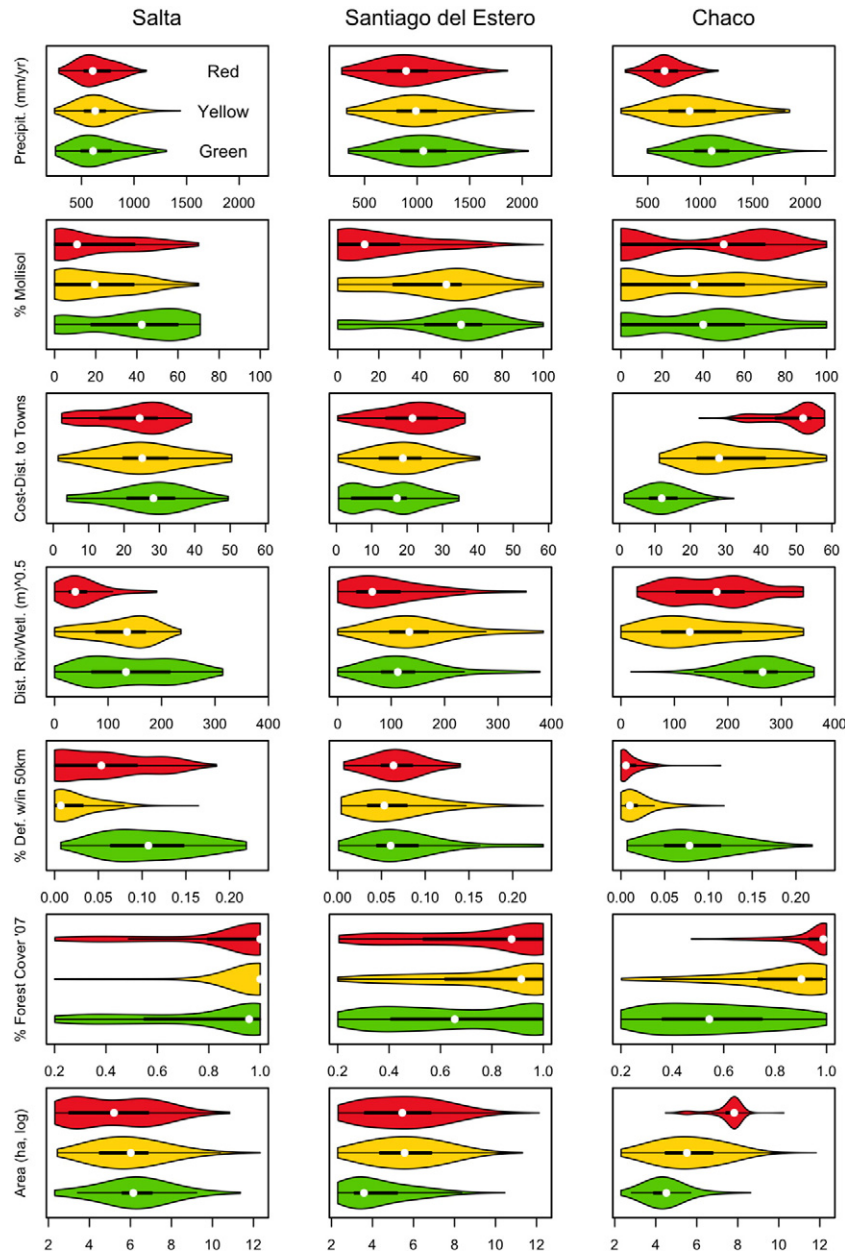 Salta Santiago del Estero Chaco
Precipit. (mm/yr)
Red
Yellow
Green
500 1000 1500 2000 500 1000 1500 2000 500 1000 1500 2000
% Mollisol
0 20 40 60 80 100 0 20 40 60 80 100 0 20 40 60 80 100
Cost-Dist. to Towns
0 10 20 30 40 50 60 0 10 20 30 40 50 60 0 10 20 30 40 50 60
Dist. Riv/Wetl. (m)^0.5
0 100 200 300 400 0 100 200 300 400 0 100 200 300 400
% Def. w/in 50km
0.00 0.05 0.10 0.15 0.20 0.00 0.05 0.10 0.15 0.20 0.00 0.05 0.10 0.15 0.20
% Forest Cover '07
0.2 0.4 0.6 0.8 1.0 0.2 0.4 0.6 0.8 1.0 0.2 0.4 0.6 0.8 1.0
Area (ha, log)
2 4 6 8 10 12 2 4 6 8 10 12 2 4 6 8 10 12